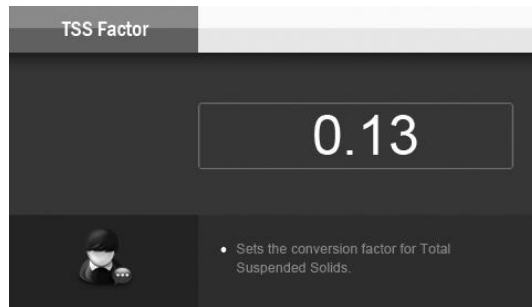 TSS Factor
0.13
Sets the conversion factor for Total
Suspended Solids.